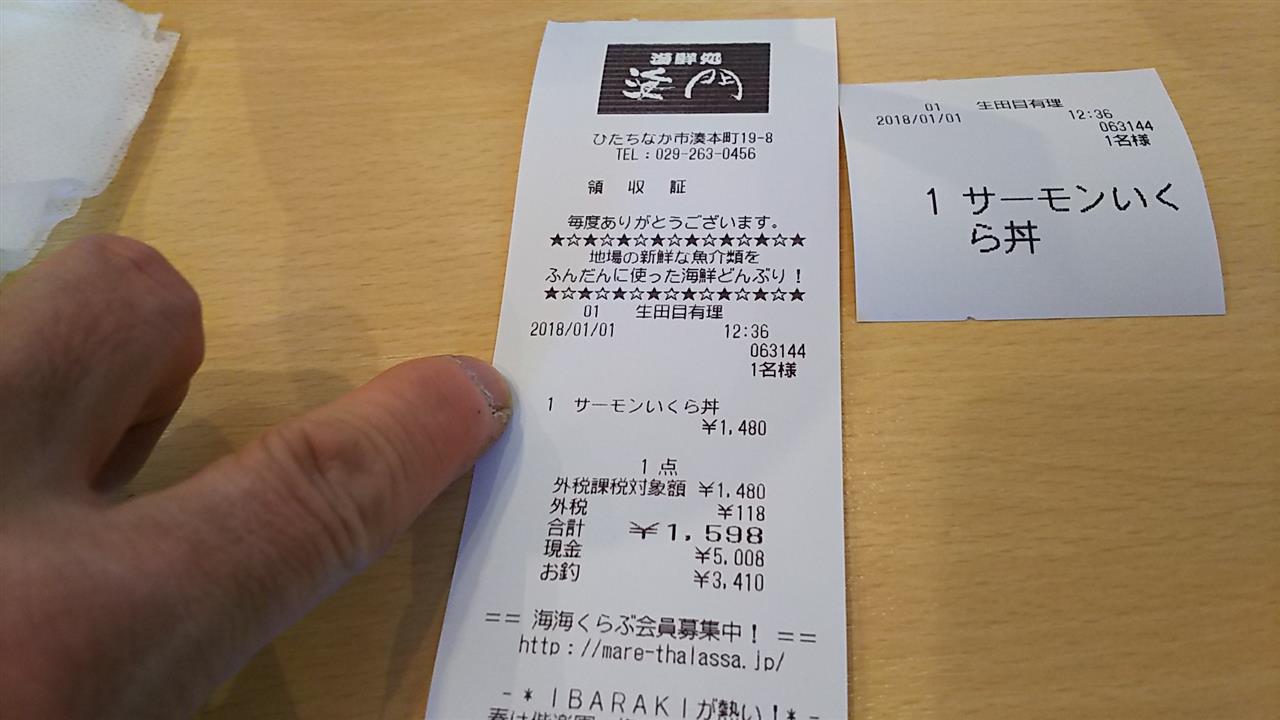 海鮮処
浜門
ひたちなか市湊本町19-8
TEL:029-263-0456
領 収 証
毎度ありがとうございます。
★☆★☆★☆★☆★☆★☆★☆★
地場の新鮮な魚介類を
ふんだんに使った海鮮どんぶり!
★☆★☆★☆★☆★☆★☆★☆★
01 生田目有理
2018/01/01 12:36
063144
1名様
1 サーモンいくら丼
¥1,480
1点
外税課税対象額 ¥1,480
外税 ¥118
合計 ¥1,598
現金 ¥5,008
お釣 ¥3,410
== 海海くらぶ会員募集中! ==
http://mare-thalassa.jp/
-*IBARAKIが熱い!*-
01 生田目有理
2018/01/01 12:36
063144
1名様
1 サーモンいく
ら丼